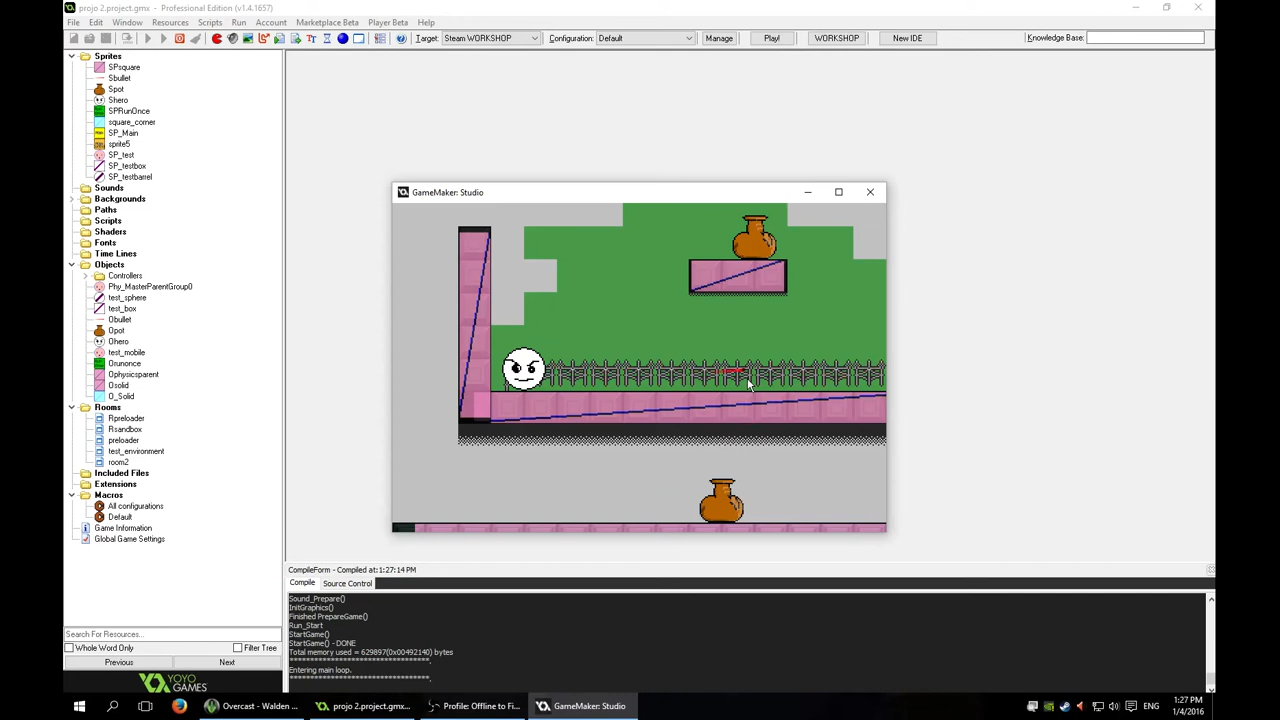 projo 2.project.gmx - Professional Edition (v1.4.1657)
File Edit Window Resources Scripts Run Account Marketplace Beta Player Beta Help
Target: Steam WORKSHOP Configuration: Default Manage Play! WORKSHOP New IDE Knowledge Base:
Sprites
SPsquare
Sbullet
Spot
Shero
SPRunOnce
square_corner
SP_Main
sprite5
SP_test
SP_testbox
SP_testbarrel
Sounds
Backgrounds
Paths
Scripts
Shaders
Fonts
Time Lines
Objects
Controllers
Phy_MasterParentGroup0
test_sphere
test_box
Obullet
Opot
Ohero
test_mobile
Orunonce
Ophysicsparent
Osolid
O_Solid
Rooms
Rpreloader
Rsandbox
preloader
test_environment
room2
Included Files
Extensions
Macros
All configurations
Default
Game Information
Global Game Settings
Search For Resources...
Whole Word Only Filter Tree
Previous Next
YOYO
GAMES
GameMaker: Studio
CompileForm - Compiled at:1:27:14 PM
Compile Source Control
Sound_Prepare()
InitGraphics()
Finished PrepareGame()
Run_Start
StartGame()
StartGame() - DONE
Total memory used = 629897(0x00492140) bytes
**********************************.
Entering main loop.
**********************************.
Overcast - Walden ... projo 2.project.gmx... Profile: Offline to Fi... GameMaker: Studio ENG 1:27 PM
1/4/2016